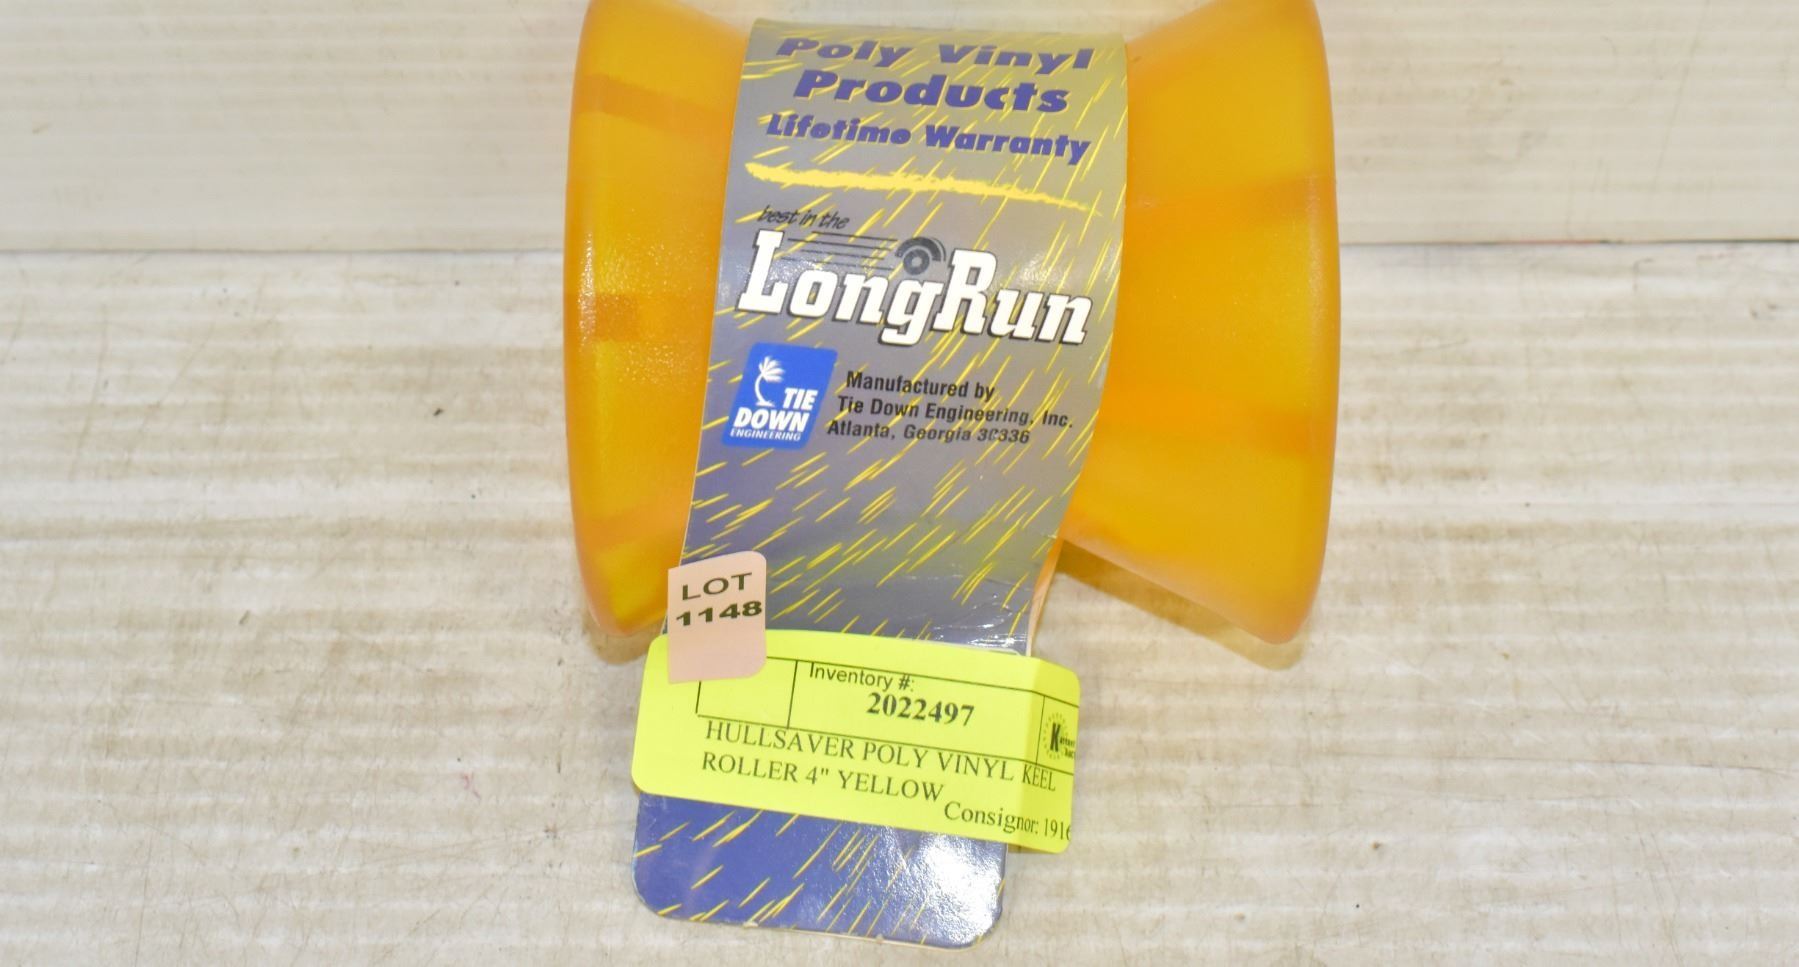 Poly Vinyl
Products
Lifetime Warranty
best in the
LongRun
TIE
DOWN
ENGINEERING
Manufactured by
Tie Down Engineering, Inc.
Atlanta, Georgia 30336
LOT
1148
Inventory #:
2022497
HULLSAVER POLY VINYL KEEL
ROLLER 4" YELLOW
Consignor: 1916